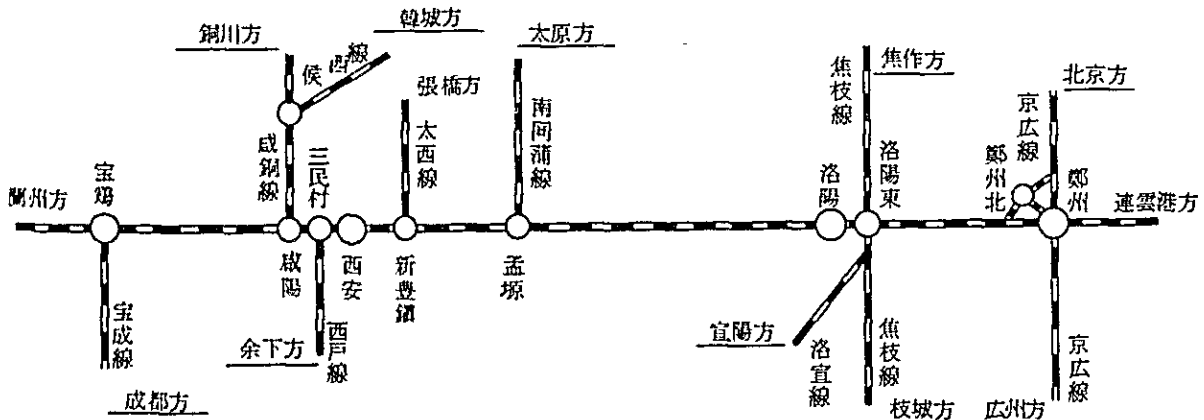 銅川方
韓城方
侯西線
太原方
張橋方
焦作方
北京方
焦枝線
京広線
咸銅線
三民村
太西線
南同蒲線
洛陽
洛陽東
鄭州北
鄭州
蘭州方
宝鶏
連雲港方
咸陽
西安
新豊鎮
孟塬
宝成線
西戸線
余下方
成都方
宜陽方
洛宜線
焦枝線
京広線
枝城方
広州方